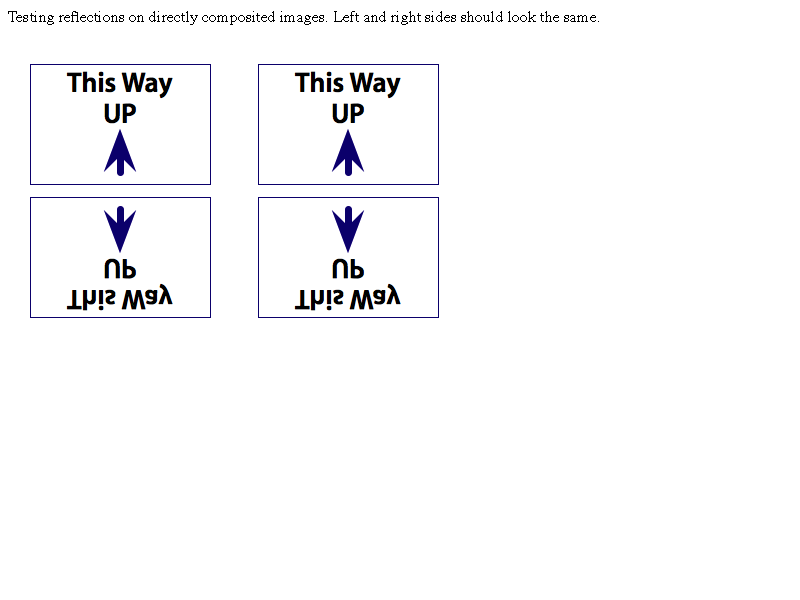 Testing reflections on directly composited images. Left and right sides should look the same.
This Way
UP
This Way
UP
UP
This Way
UP
This Way